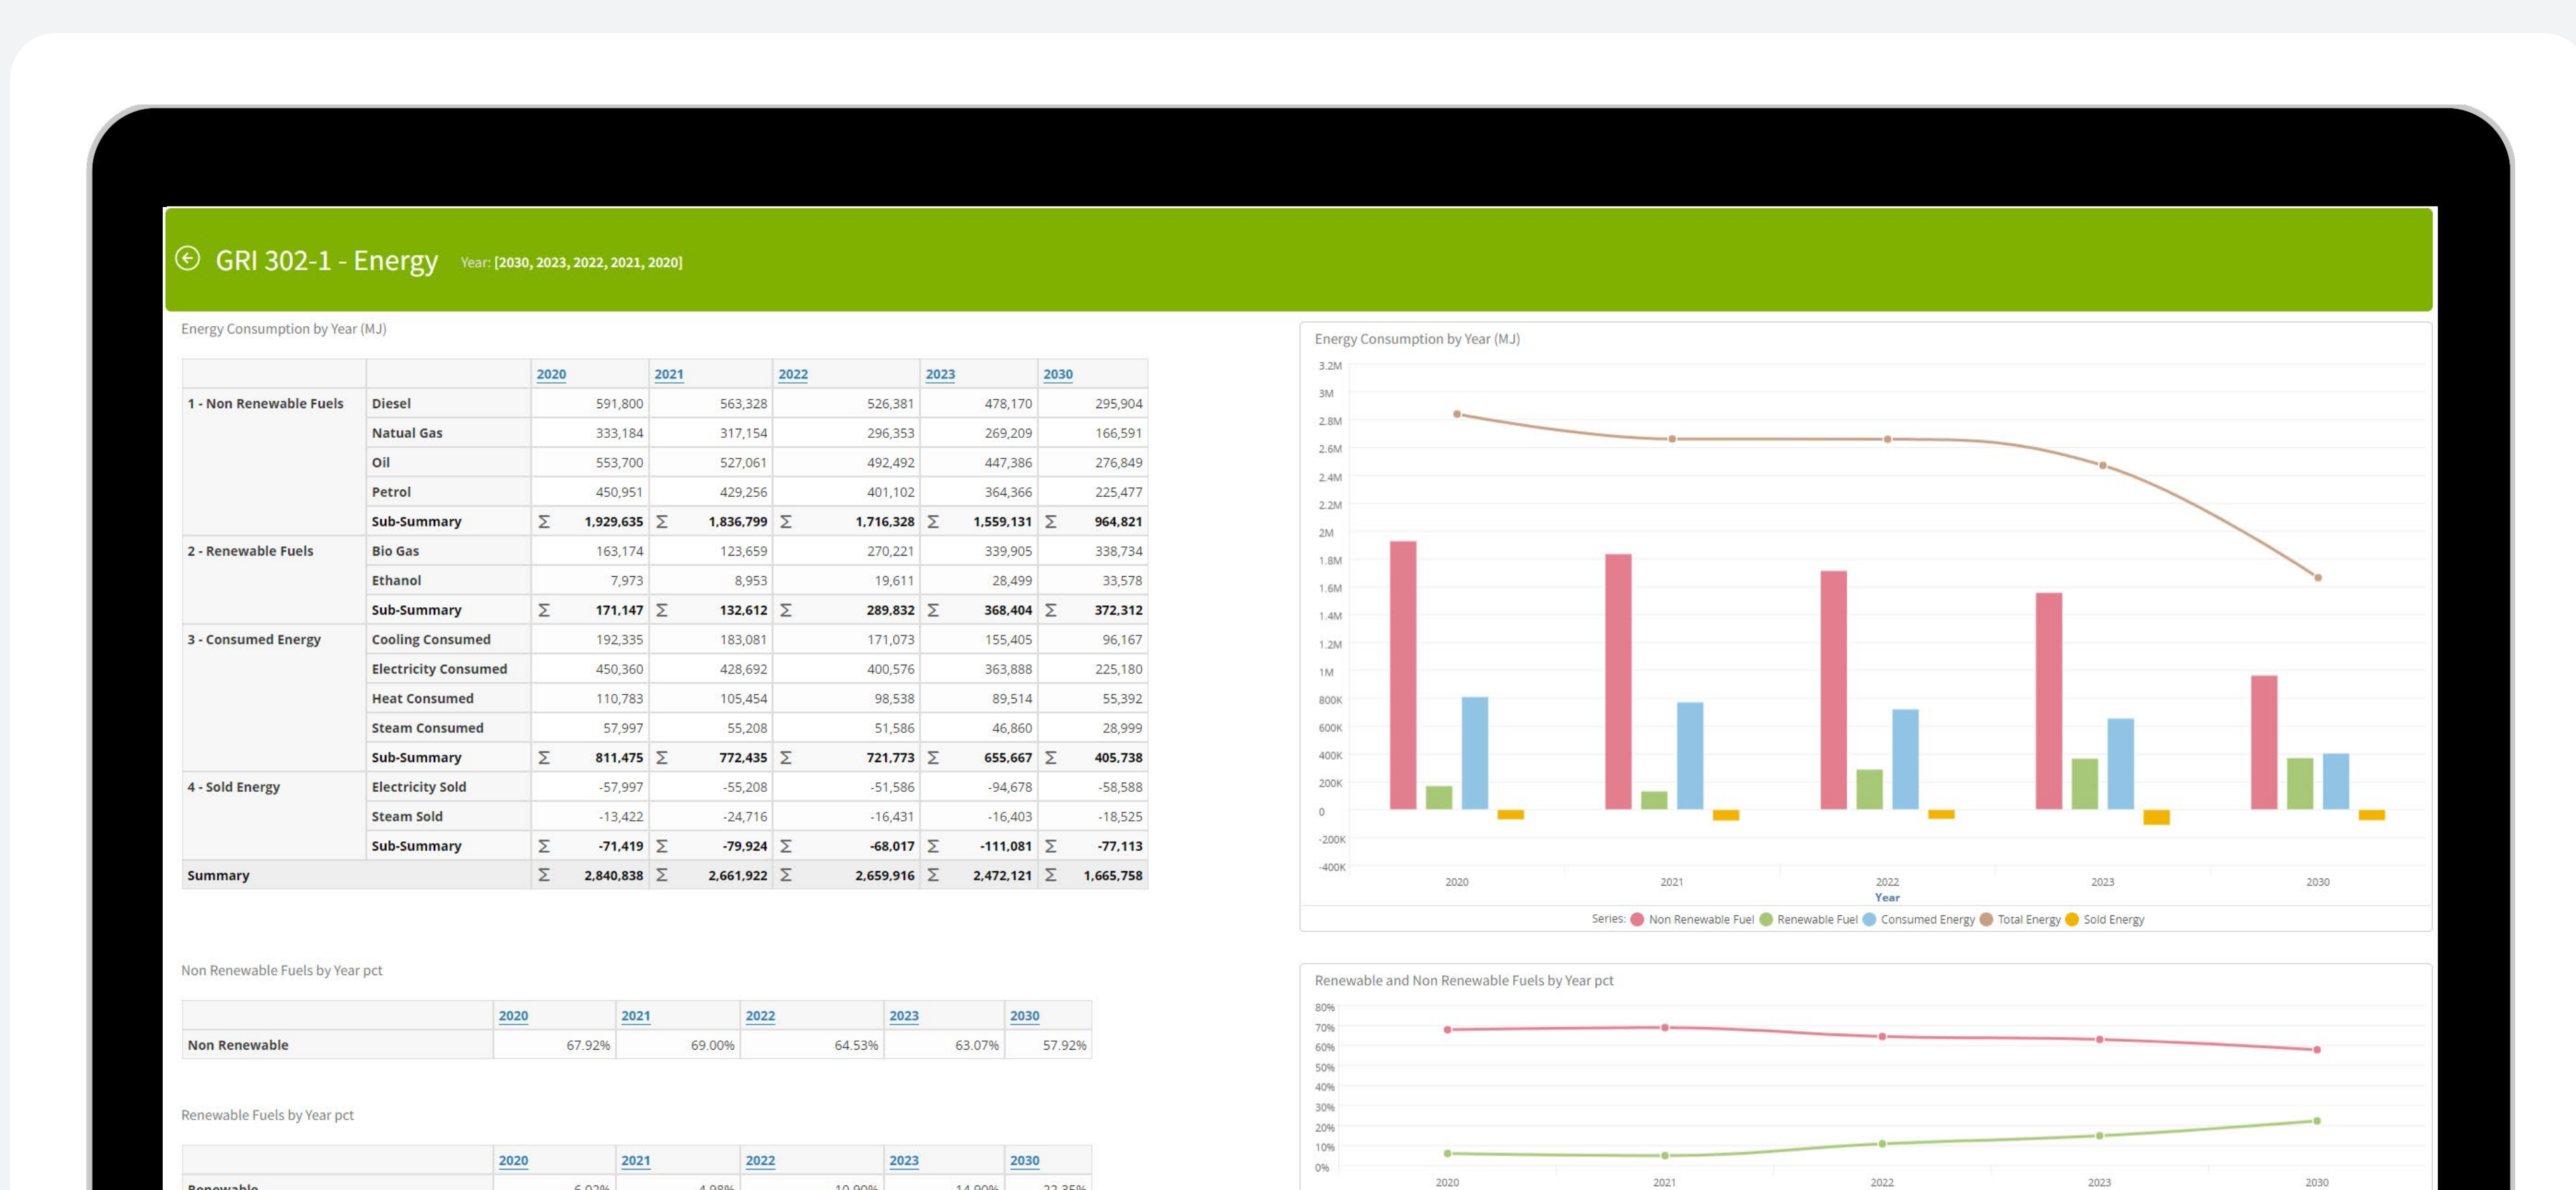 GRI 302-1 - Energy Year: [2030, 2023, 2022, 2021, 2020]
Energy Consumption by Year (MJ)
2020 2021 2022 2023 2030
1 - Non Renewable Fuels Diesel 591,800 563,328 526,381 478,170 295,904
Natual Gas 333,184 317,154 296,353 269,209 166,591
Oil 553,700 527,061 492,492 447,386 276,849
Petrol 450,951 429,256 401,102 364,366 225,477
Sub-Summary Σ 1,929,635 Σ 1,836,799 Σ 1,716,328 Σ 1,559,131 Σ 964,821
2 - Renewable Fuels Bio Gas 163,174 123,659 270,221 339,905 338,734
Ethanol 7,973 8,953 19,611 28,499 33,578
Sub-Summary Σ 171,147 Σ 132,612 Σ 289,832 Σ 368,404 Σ 372,312
3 - Consumed Energy Cooling Consumed 192,335 183,081 171,073 155,405 96,167
Electricity Consumed 450,360 428,692 400,576 363,888 225,180
Heat Consumed 110,783 105,454 98,538 89,514 55,392
Steam Consumed 57,997 55,208 51,586 46,860 28,999
Sub-Summary Σ 811,475 Σ 772,435 Σ 721,773 Σ 655,667 Σ 405,738
4 - Sold Energy Electricity Sold -57,997 -55,208 -51,586 -94,678 -58,588
Steam Sold -13,422 -24,716 -16,431 -16,403 -18,525
Sub-Summary Σ -71,419 Σ -79,924 Σ -68,017 Σ -111,081 Σ -77,113
Summary Σ 2,840,838 Σ 2,661,922 Σ 2,659,916 Σ 2,472,121 Σ 1,665,758
Non Renewable Fuels by Year pct
2020 2021 2022 2023 2030
Non Renewable 67.92% 69.00% 64.53% 63.07% 57.92%
Renewable Fuels by Year pct
2020 2021 2022 2023 2030
Renewable 6.02% 4.98% 10.90% 14.90% 22.35%
Energy Consumption by Year (MJ)
3.2M
3M
2.8M
2.6M
2.4M
2.2M
2M
1.8M
1.6M
1.4M
1.2M
1M
800K
600K
400K
200K
0
-200K
-400K
2020 2021 2022 2023 2030
Year
Series: Non Renewable Fuel Renewable Fuel Consumed Energy Total Energy Sold Energy
Renewable and Non Renewable Fuels by Year pct
80%
70%
60%
50%
40%
30%
20%
10%
0%
2020 2021 2022 2023 2030